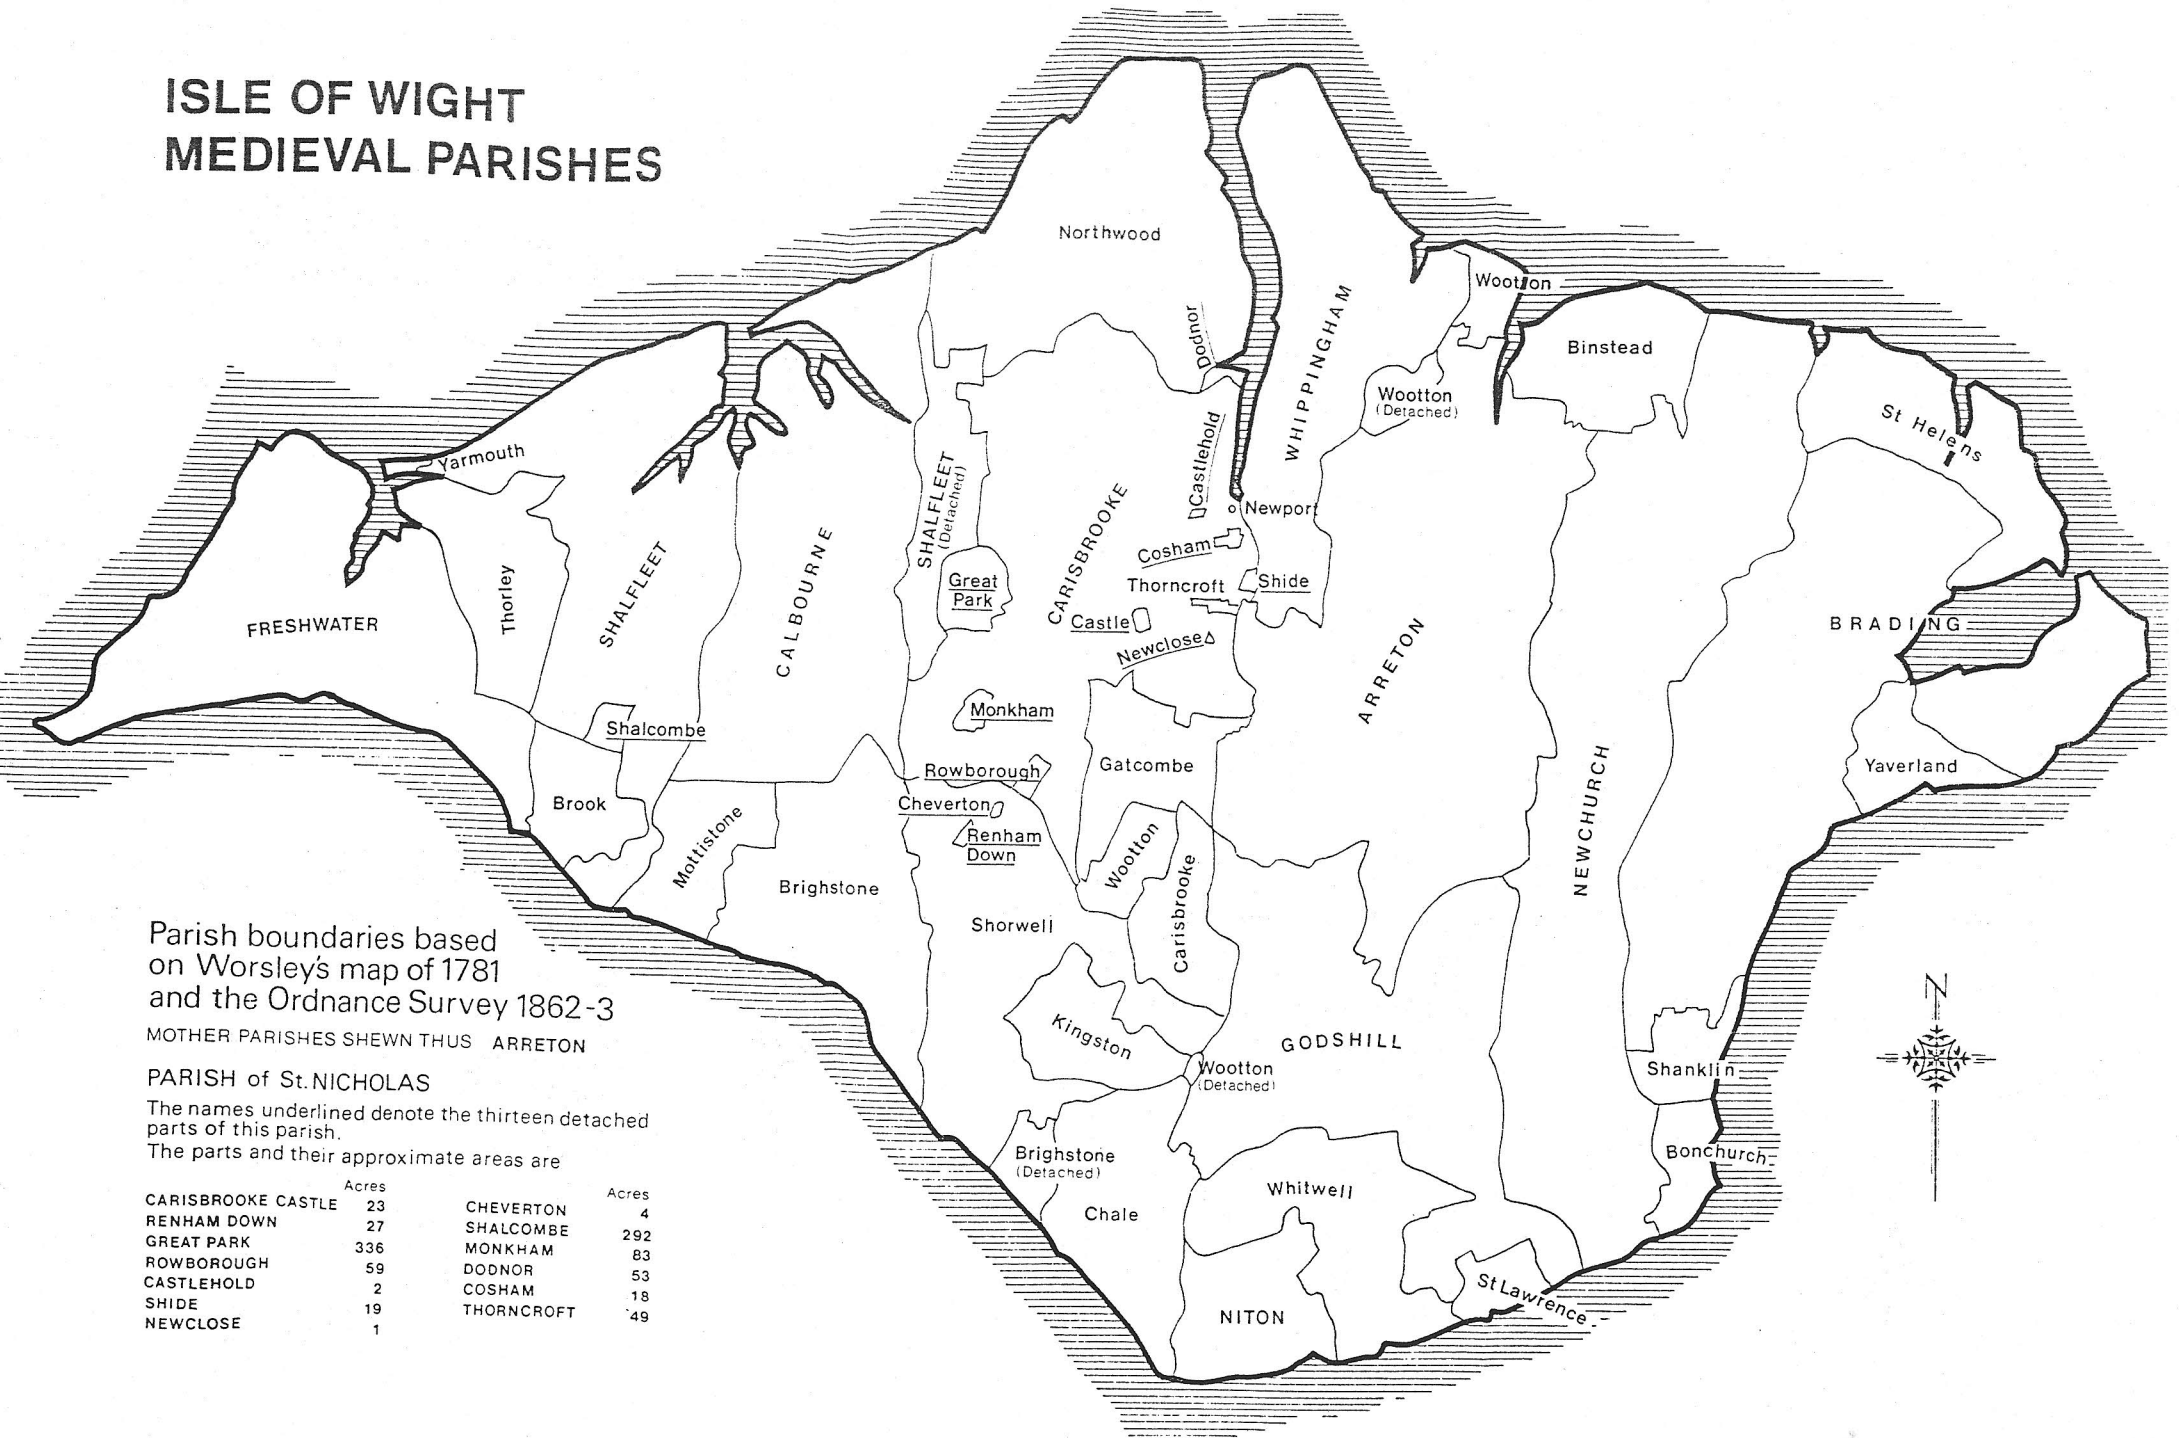 ISLE OF WIGHT
MEDIEVAL PARISHES
Northwood
Wootton
Dodnor
WHIPPINGHAM
Binstead
Wootton
(Detached)
St Helens
Yarmouth
Castlehold
Newport
SHALFLEET
(Detached)
CARISBROOKE
Cosham
CALBOURNE
Great
Park
Thorncroft
Shide
Thorley
SHALFLEET
FRESHWATER
Castle
Newclose
BRADING
ARRETON
Monkham
Shalcombe
Rowborough
Gatcombe
Yaverland
Brook
Cheverton
Mottistone
Renham
Down
Wootton
NEWCHURCH
Brighstone
Carisbrooke
Shorwell
Kingston
GODSHILL
Wootton
(Detached)
Shanklin
Brighstone
(Detached)
Bonchurch
Whitwell
Chale
St Lawrence
NITON
N
Parish boundaries based
on Worsley's map of 1781
and the Ordnance Survey 1862-3
MOTHER PARISHES SHEWN THUS ARRETON
PARISH of St. NICHOLAS
The names underlined denote the thirteen detached
parts of this parish.
The parts and their approximate areas are
Acres
CARISBROOKE CASTLE 23
RENHAM DOWN 27
GREAT PARK 336
ROWBOROUGH 59
CASTLEHOLD 2
SHIDE 19
NEWCLOSE 1
Acres
CHEVERTON 4
SHALCOMBE 292
MONKHAM 83
DODNOR 53
COSHAM 18
THORNCROFT 49